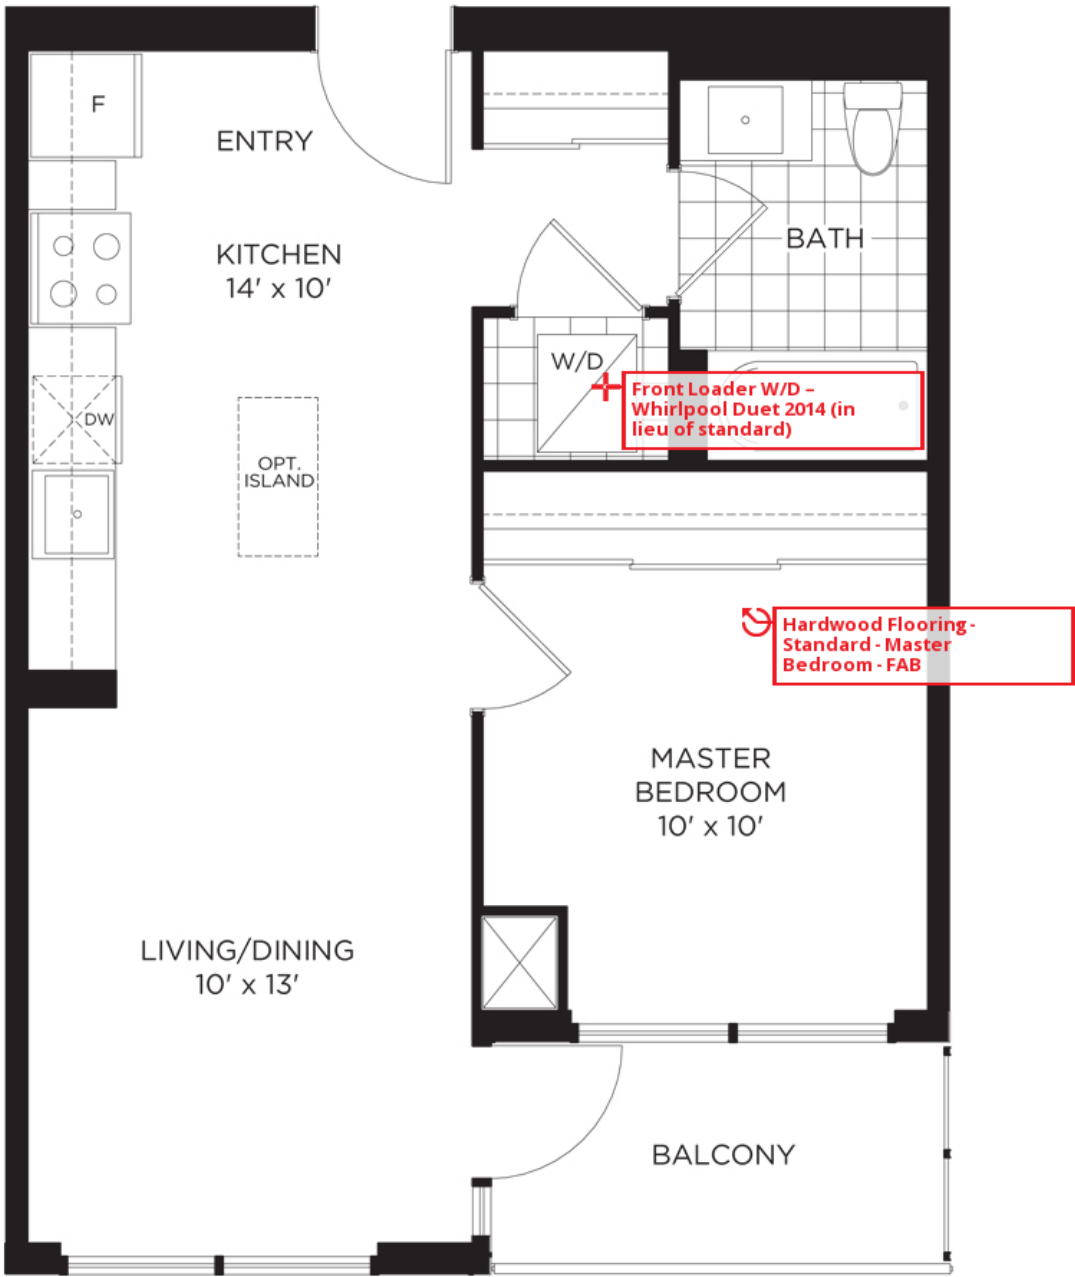 F
ENTRY
KITCHEN
14' x 10'
BATH
W/D
Front Loader W/D –
Whirlpool Duet 2014 (in
lieu of standard)
DW
OPT.
ISLAND
Hardwood Flooring -
Standard - Master
Bedroom - FAB
MASTER
BEDROOM
10' x 10'
LIVING/DINING
10' x 13'
BALCONY